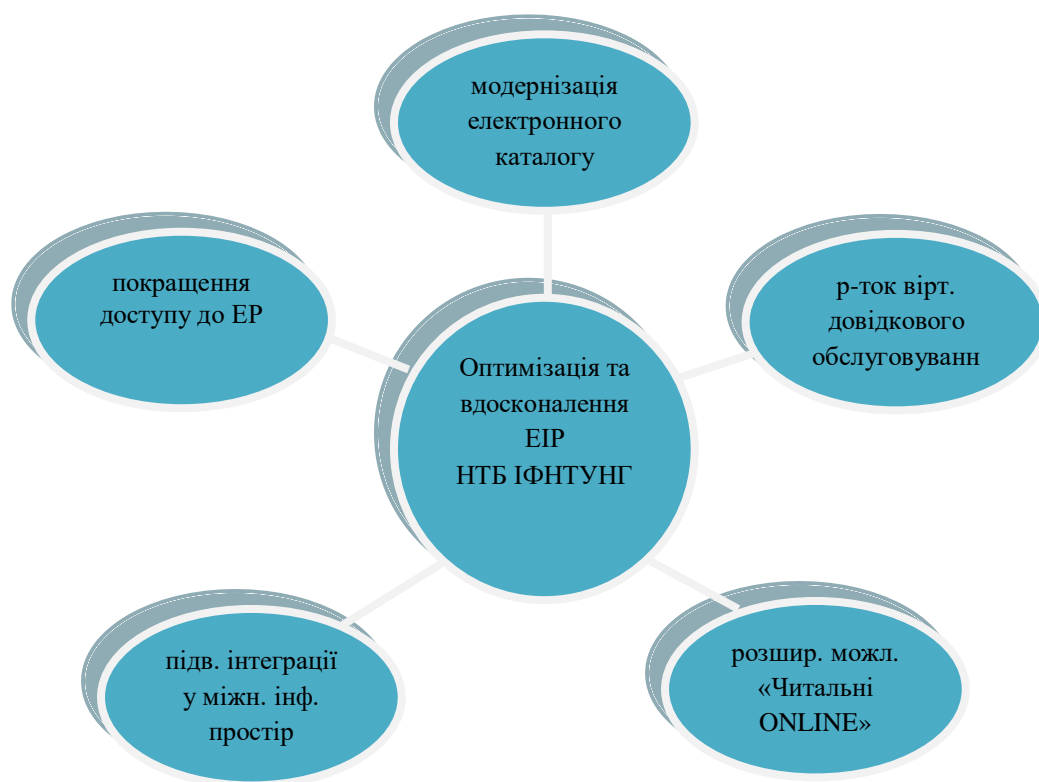 модернізація
електронного
каталогу
покращення
доступу до ЕР
р-ток вірт.
довідкового
обслуговуванн
Оптимізація та
вдосконалення
ЕІР
НТБ ІФНТУНГ
підв. інтеграції
у міжн. інф.
простір
розшир. можл.
«Читальні
ONLINE»